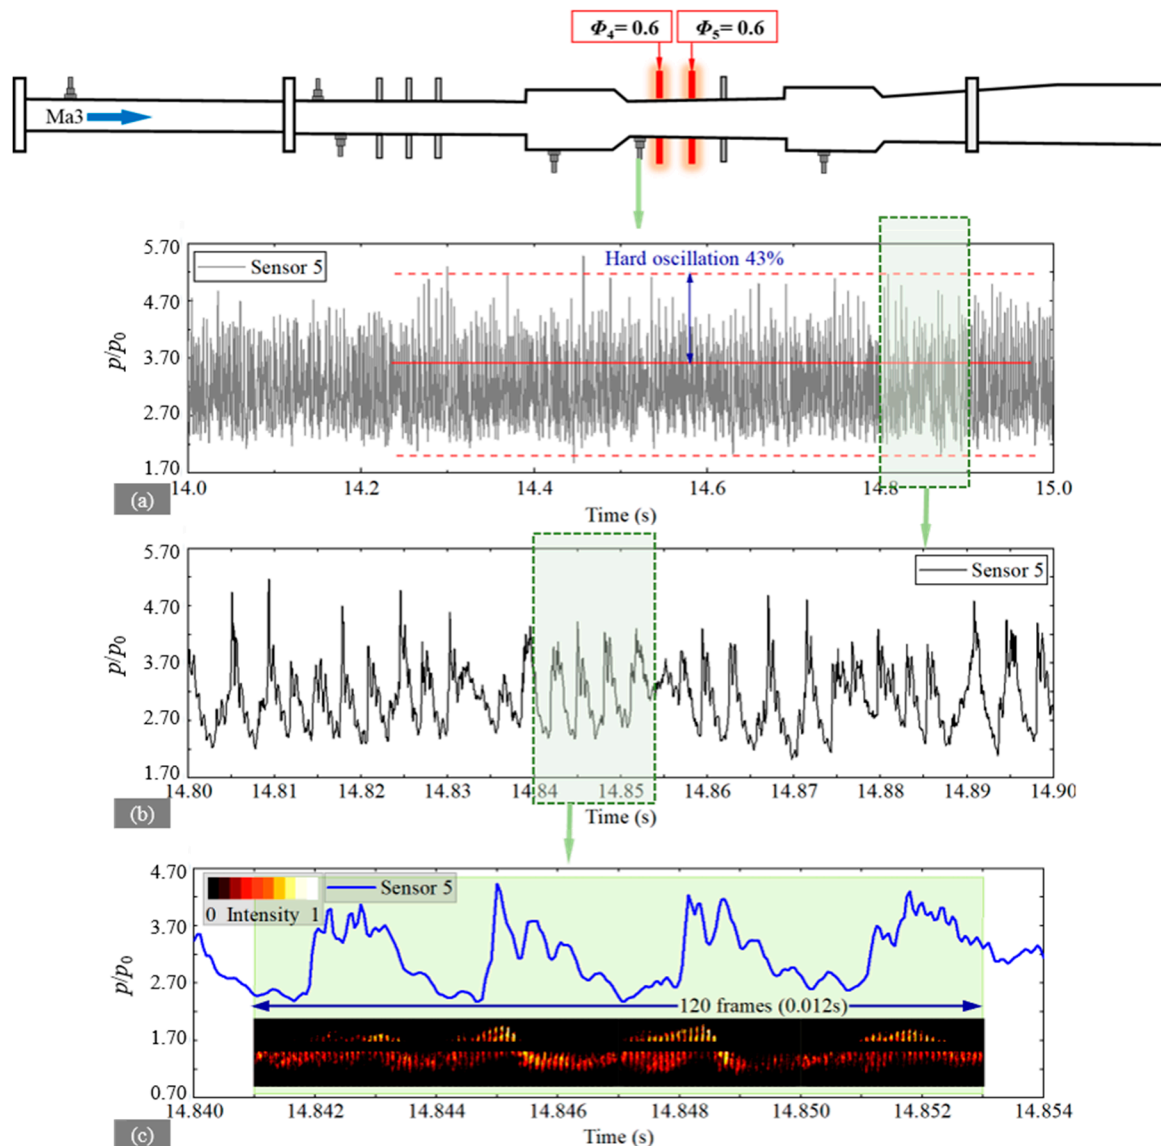 Φ4= 0.6 Φ5= 0.6
Ma3
5.70
4.70
3.70
2.70
1.70
p/p0
Sensor 5
Hard oscillation 43%
14.0 14.2 14.4 14.6 14.8 15.0
Time (s)
(a)
5.70
4.70
3.70
2.70
1.70
p/p0
Sensor 5
14.80 14.81 14.82 14.83 14.84 14.85 14.86 14.87 14.88 14.89 14.90
Time (s)
(b)
4.70
3.70
2.70
1.70
0.70
p/p0
Sensor 5
0 Intensity 1
120 frames (0.012s)
14.840 14.842 14.844 14.846 14.848 14.850 14.852 14.854
Time (s)
(c)